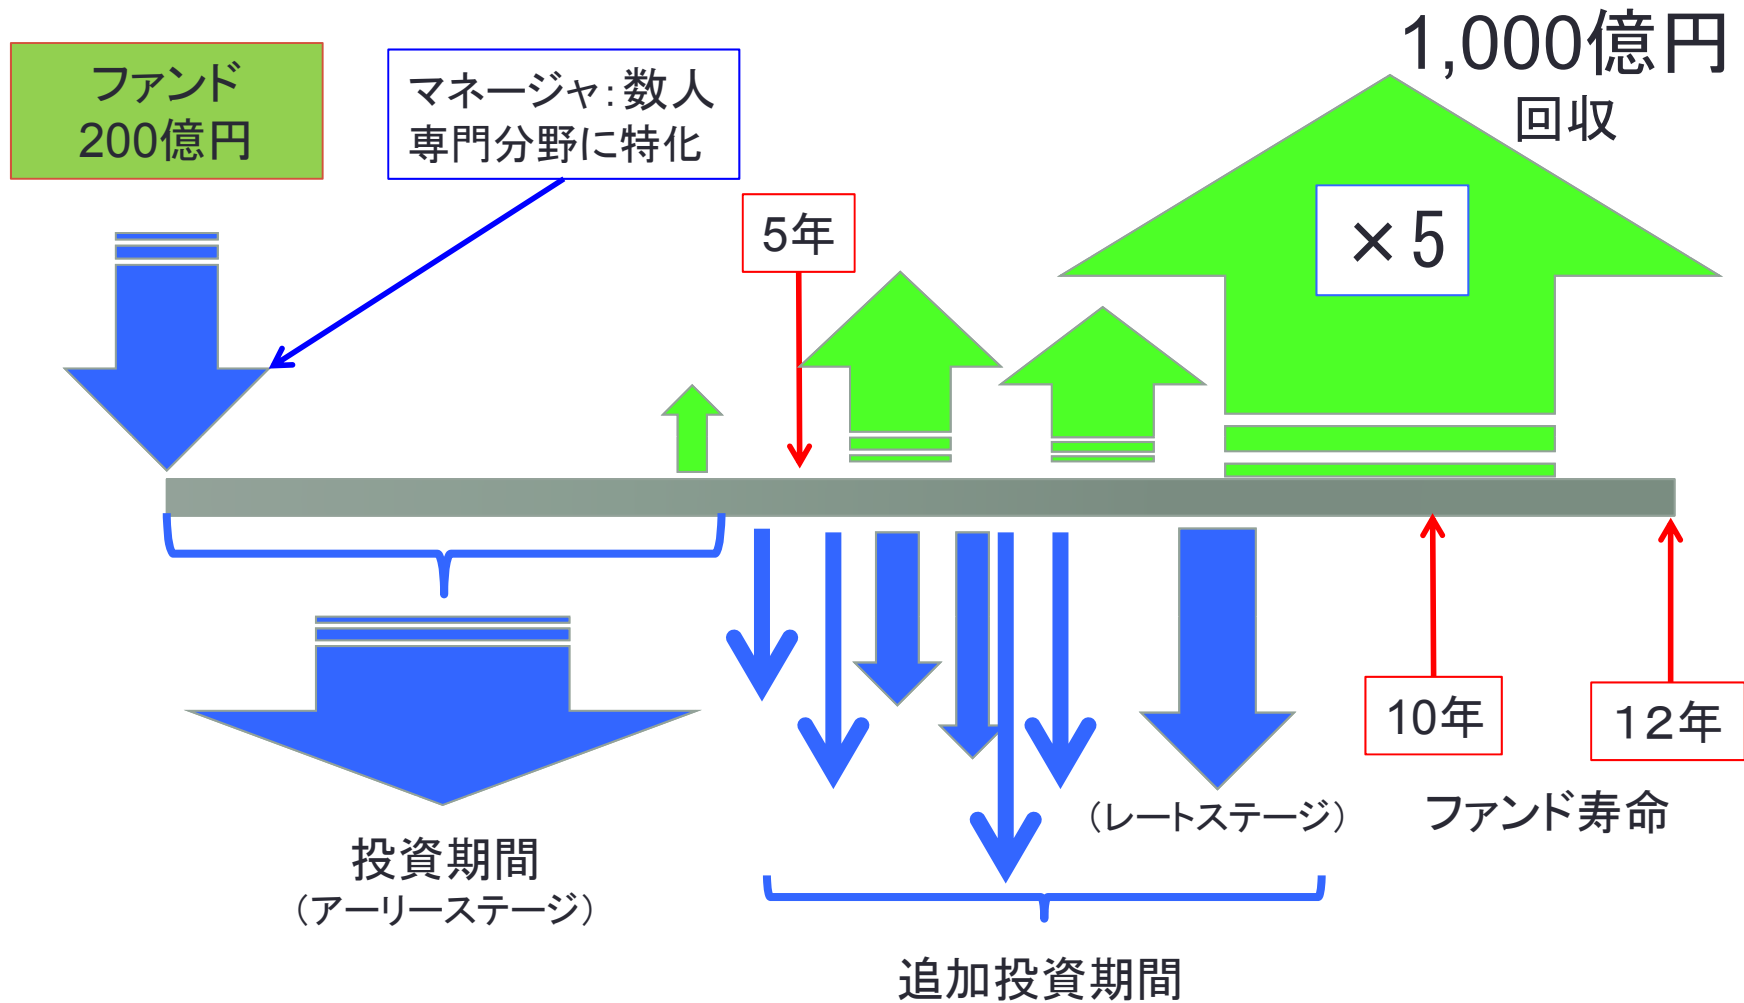 ファンド
200億円
マネージャ:数人
専門分野に特化
1,000億円
回収
×5
5年
10年
12年
ファンド寿命
(レートステージ)
投資期間
(アーリーステージ)
追加投資期間